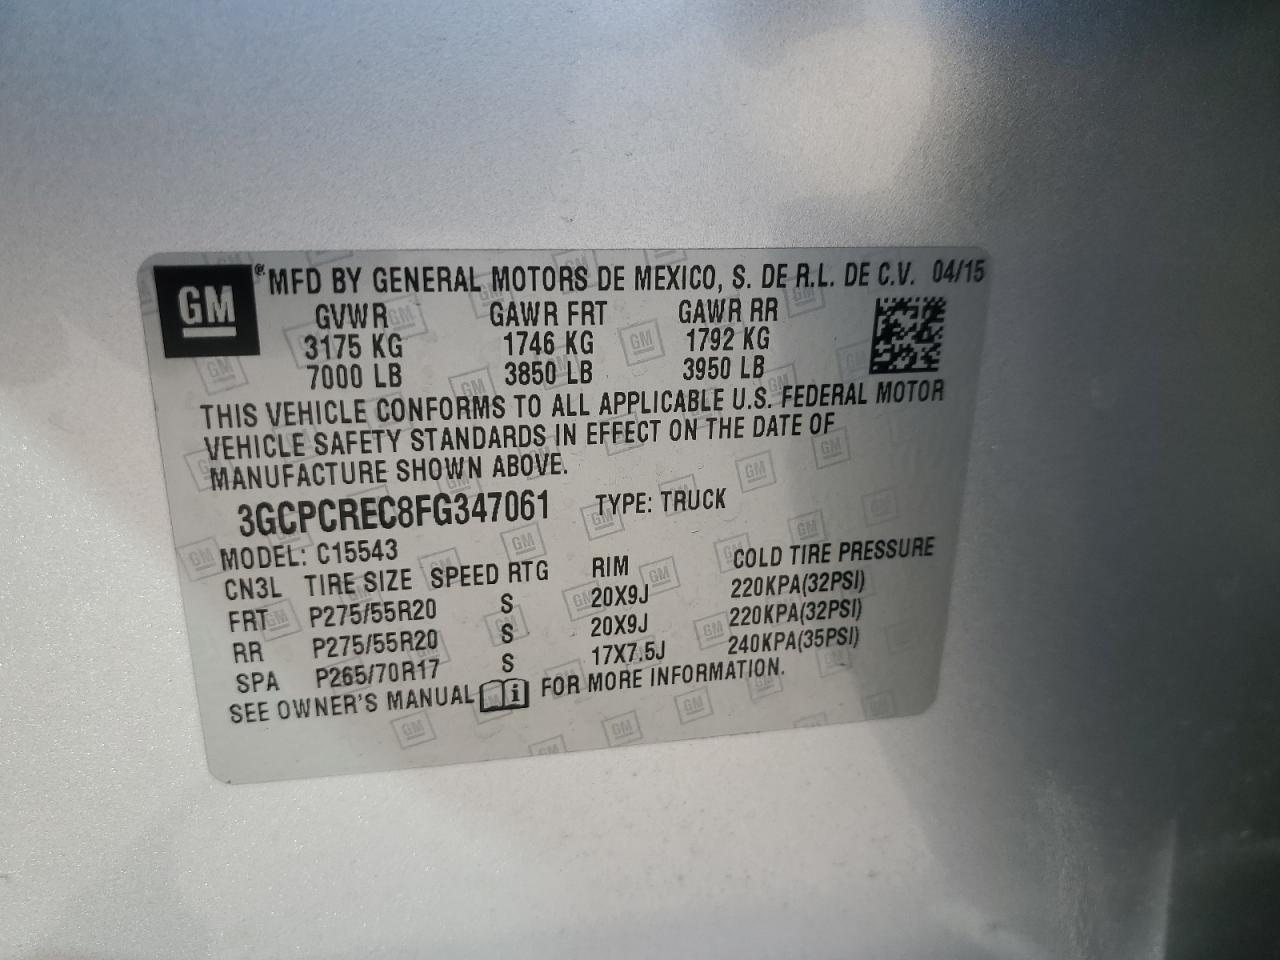 GM
® MFD BY GENERAL MOTORS DE MEXICO, S. DE R.L. DE C.V. 04/15
GVWR GAWR FRT GAWR RR
3175 KG 1746 KG 1792 KG
7000 LB 3850 LB 3950 LB
THIS VEHICLE CONFORMS TO ALL APPLICABLE U.S. FEDERAL MOTOR
VEHICLE SAFETY STANDARDS IN EFFECT ON THE DATE OF
MANUFACTURE SHOWN ABOVE.
3GCPCREC8FG347061 TYPE: TRUCK
MODEL: C15543
CN3L TIRE SIZE SPEED RTG RIM COLD TIRE PRESSURE
FRT P275/55R20 S 20X9J 220KPA(32PSI)
RR P275/55R20 S 20X9J 220KPA(32PSI)
SPA P265/70R17 S 17X7.5J 240KPA(35PSI)
SEE OWNER'S MANUAL i FOR MORE INFORMATION.